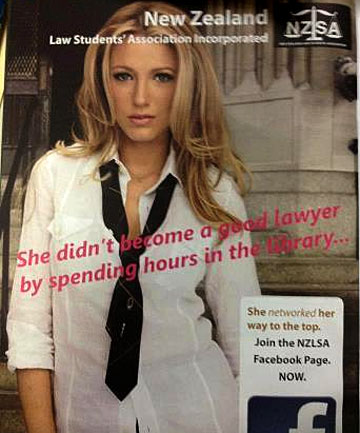 New Zealand
Law Students' Association Incorporated
NZLSA
She didn't become a good lawyer
by spending hours in the library...
She networked her
way to the top.
Join the NZLSA
Facebook Page.
NOW.
f